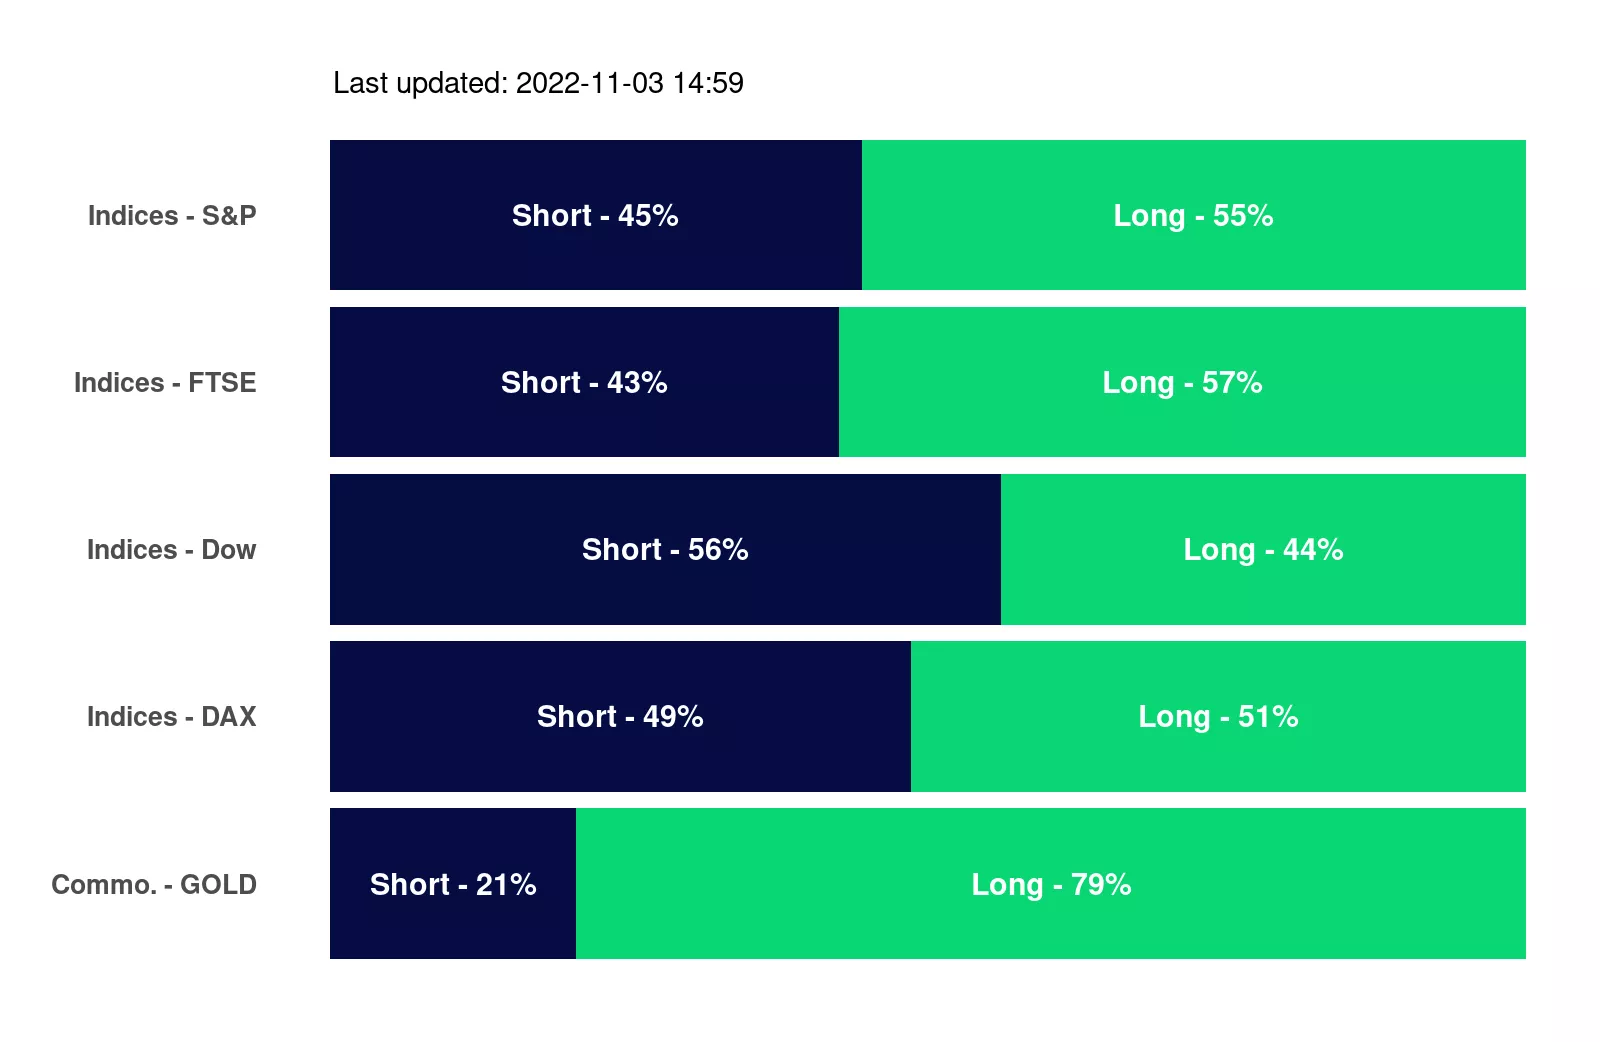 Last updated: 2022-11-03 14:59
Indices - S&P Short - 45% Long - 55%
Indices - FTSE Short - 43% Long - 57%
Indices - Dow Short - 56% Long - 44%
Indices - DAX Short - 49% Long - 51%
Commo. - GOLD Short - 21% Long - 79%